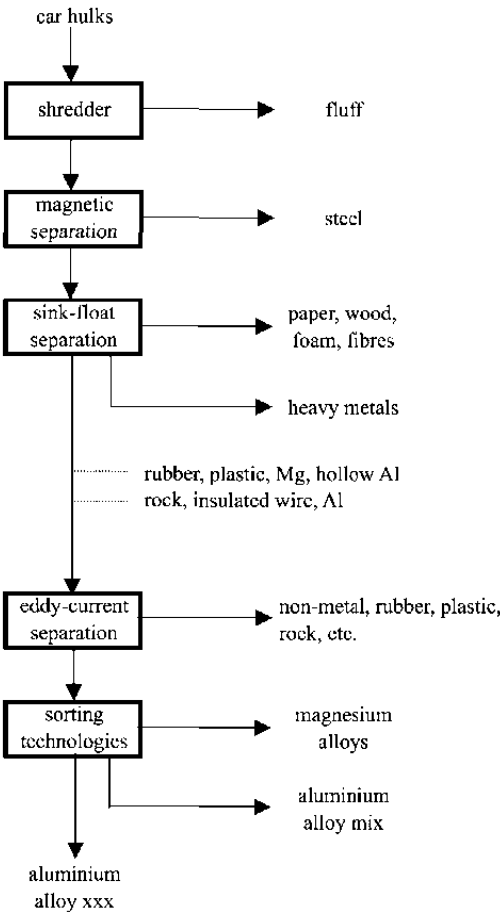 car hulks
shredder
fluff
magnetic
separation
steel
sink-float
separation
paper, wood,
foam, fibres
heavy metals
rubber, plastic, Mg, hollow Al
rock, insulated wire, Al
eddy-current
separation
non-metal, rubber, plastic,
rock, etc.
sorting
technologies
magnesium
alloys
aluminium
alloy mix
aluminium
alloy xxx